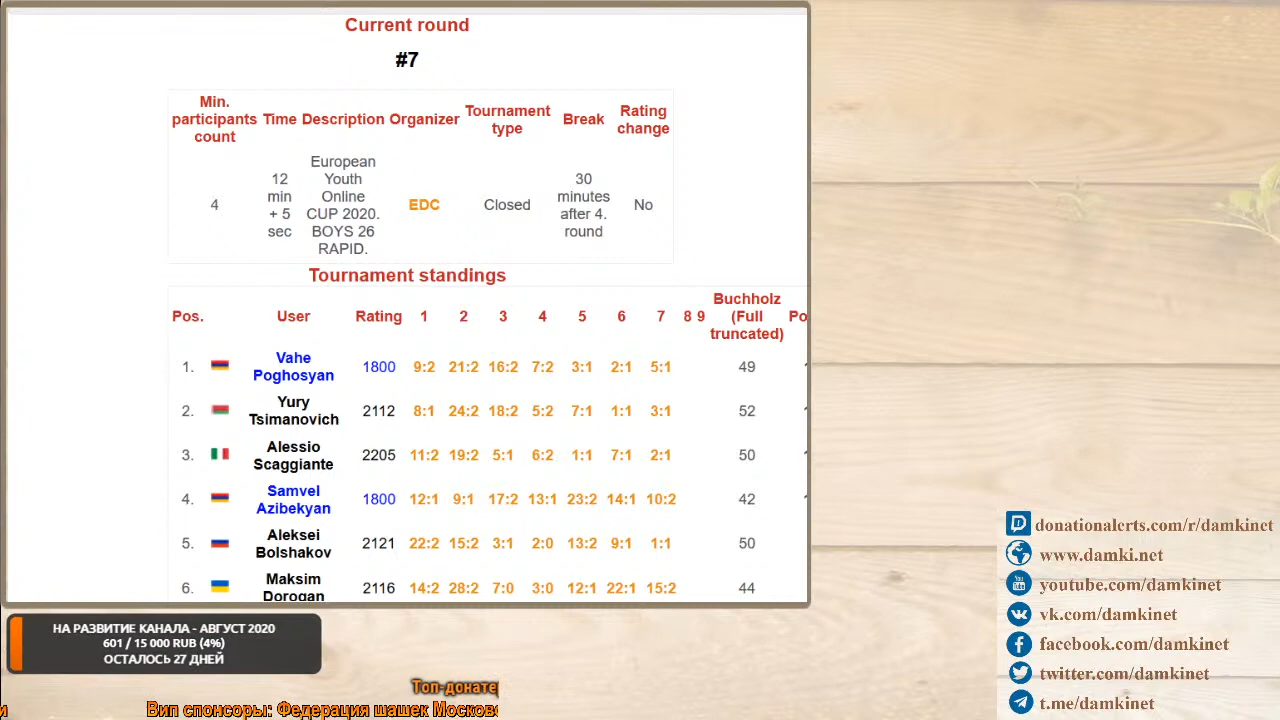 Current round
#7
Min. participants count Time Description Organizer Tournament type Break Rating change
4 12 min + 5 sec European Youth Online CUP 2020. BOYS 26 RAPID. EDC Closed 30 minutes after 4. round No
Tournament standings
Pos. User Rating 1 2 3 4 5 6 7 8 9 Buchholz (Full truncated) Po
1. Vahe Poghosyan 1800 9:2 21:2 16:2 7:2 3:1 2:1 5:1 49
2. Yury Tsimanovich 2112 8:1 24:2 18:2 5:2 7:1 1:1 3:1 52
3. Alessio Scaggiante 2205 11:2 19:2 5:1 6:2 1:1 7:1 2:1 50
4. Samvel Azibekyan 1800 12:1 9:1 17:2 13:1 23:2 14:1 10:2 42
5. Aleksei Bolshakov 2121 22:2 15:2 3:1 2:0 13:2 9:1 1:1 50
6. Maksim Dorogan 2116 14:2 28:2 7:0 3:0 12:1 22:1 15:2 44
НА РАЗВИТИЕ КАНАЛА - АВГУСТ 2020
601 / 15 000 RUB (4%)
ОСТАЛОСЬ 27 ДНЕЙ
Топ-донатер
и Вип спонсоры: Федерация шашек Московс
donationalerts.com/r/damkinet
www.damki.net
youtube.com/damkinet
vk.com/damkinet
facebook.com/damkinet
twitter.com/damkinet
t.me/damkinet